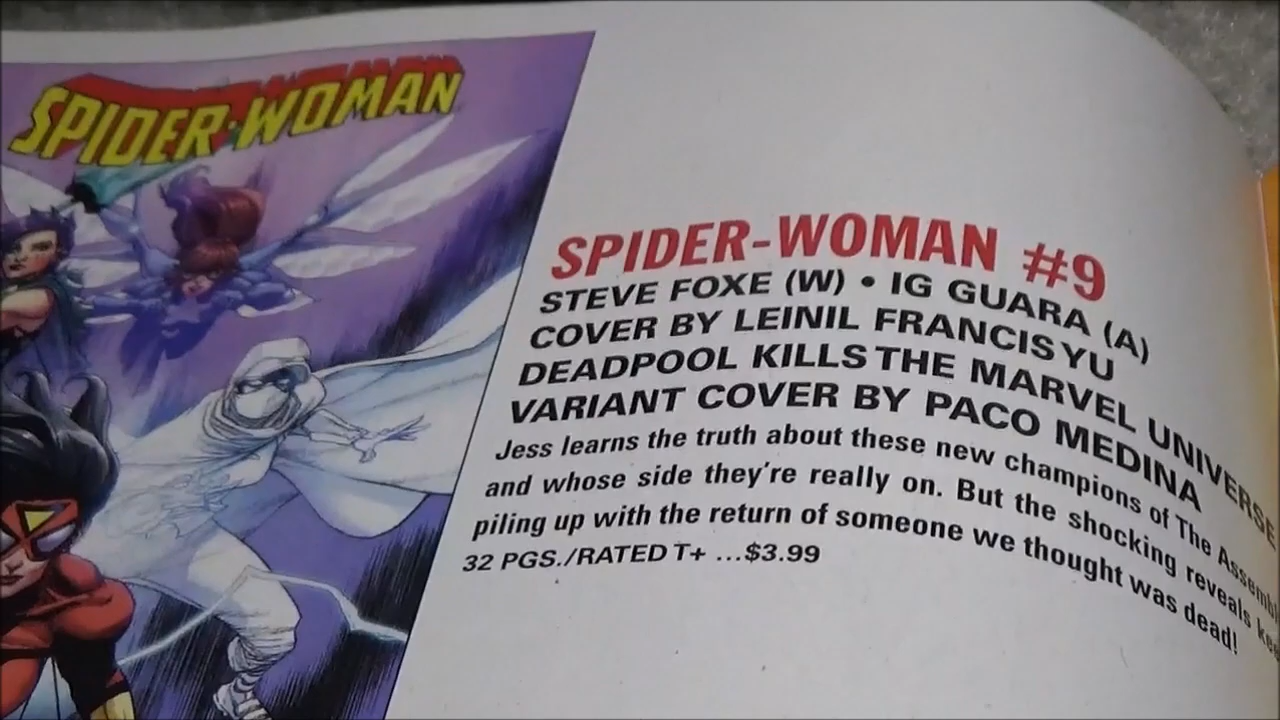 SPIDER-WOMAN
SPIDER-WOMAN #9
STEVE FOXE (W) • IG GUARA (A)
COVER BY LEINIL FRANCIS YU
DEADPOOL KILLS THE MARVEL UNIVERSE
VARIANT COVER BY PACO MEDINA
Jess learns the truth about these new champions of The
and whose side they're really on. But the shocking reveals
piling up with the return of someone we thought was dead!
32 PGS./RATED T+ ...$3.99